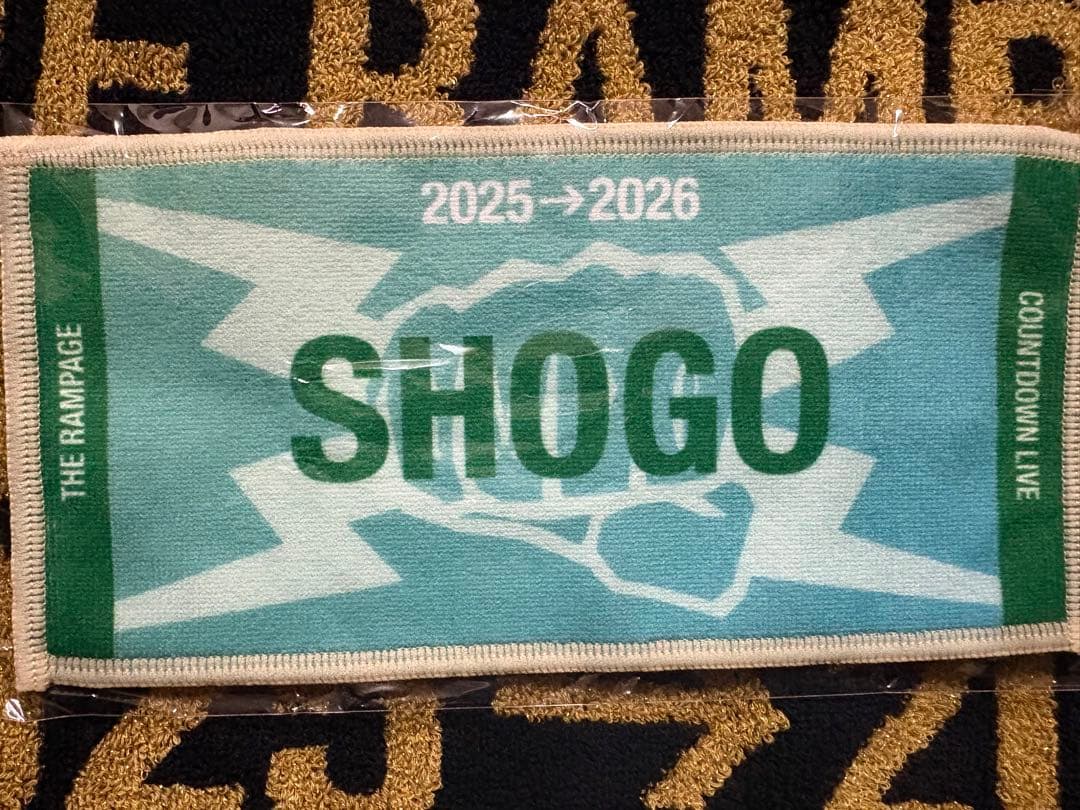 2025→2026
SHOGO
THE RAMPAGE
COUNTDOWN LIVE